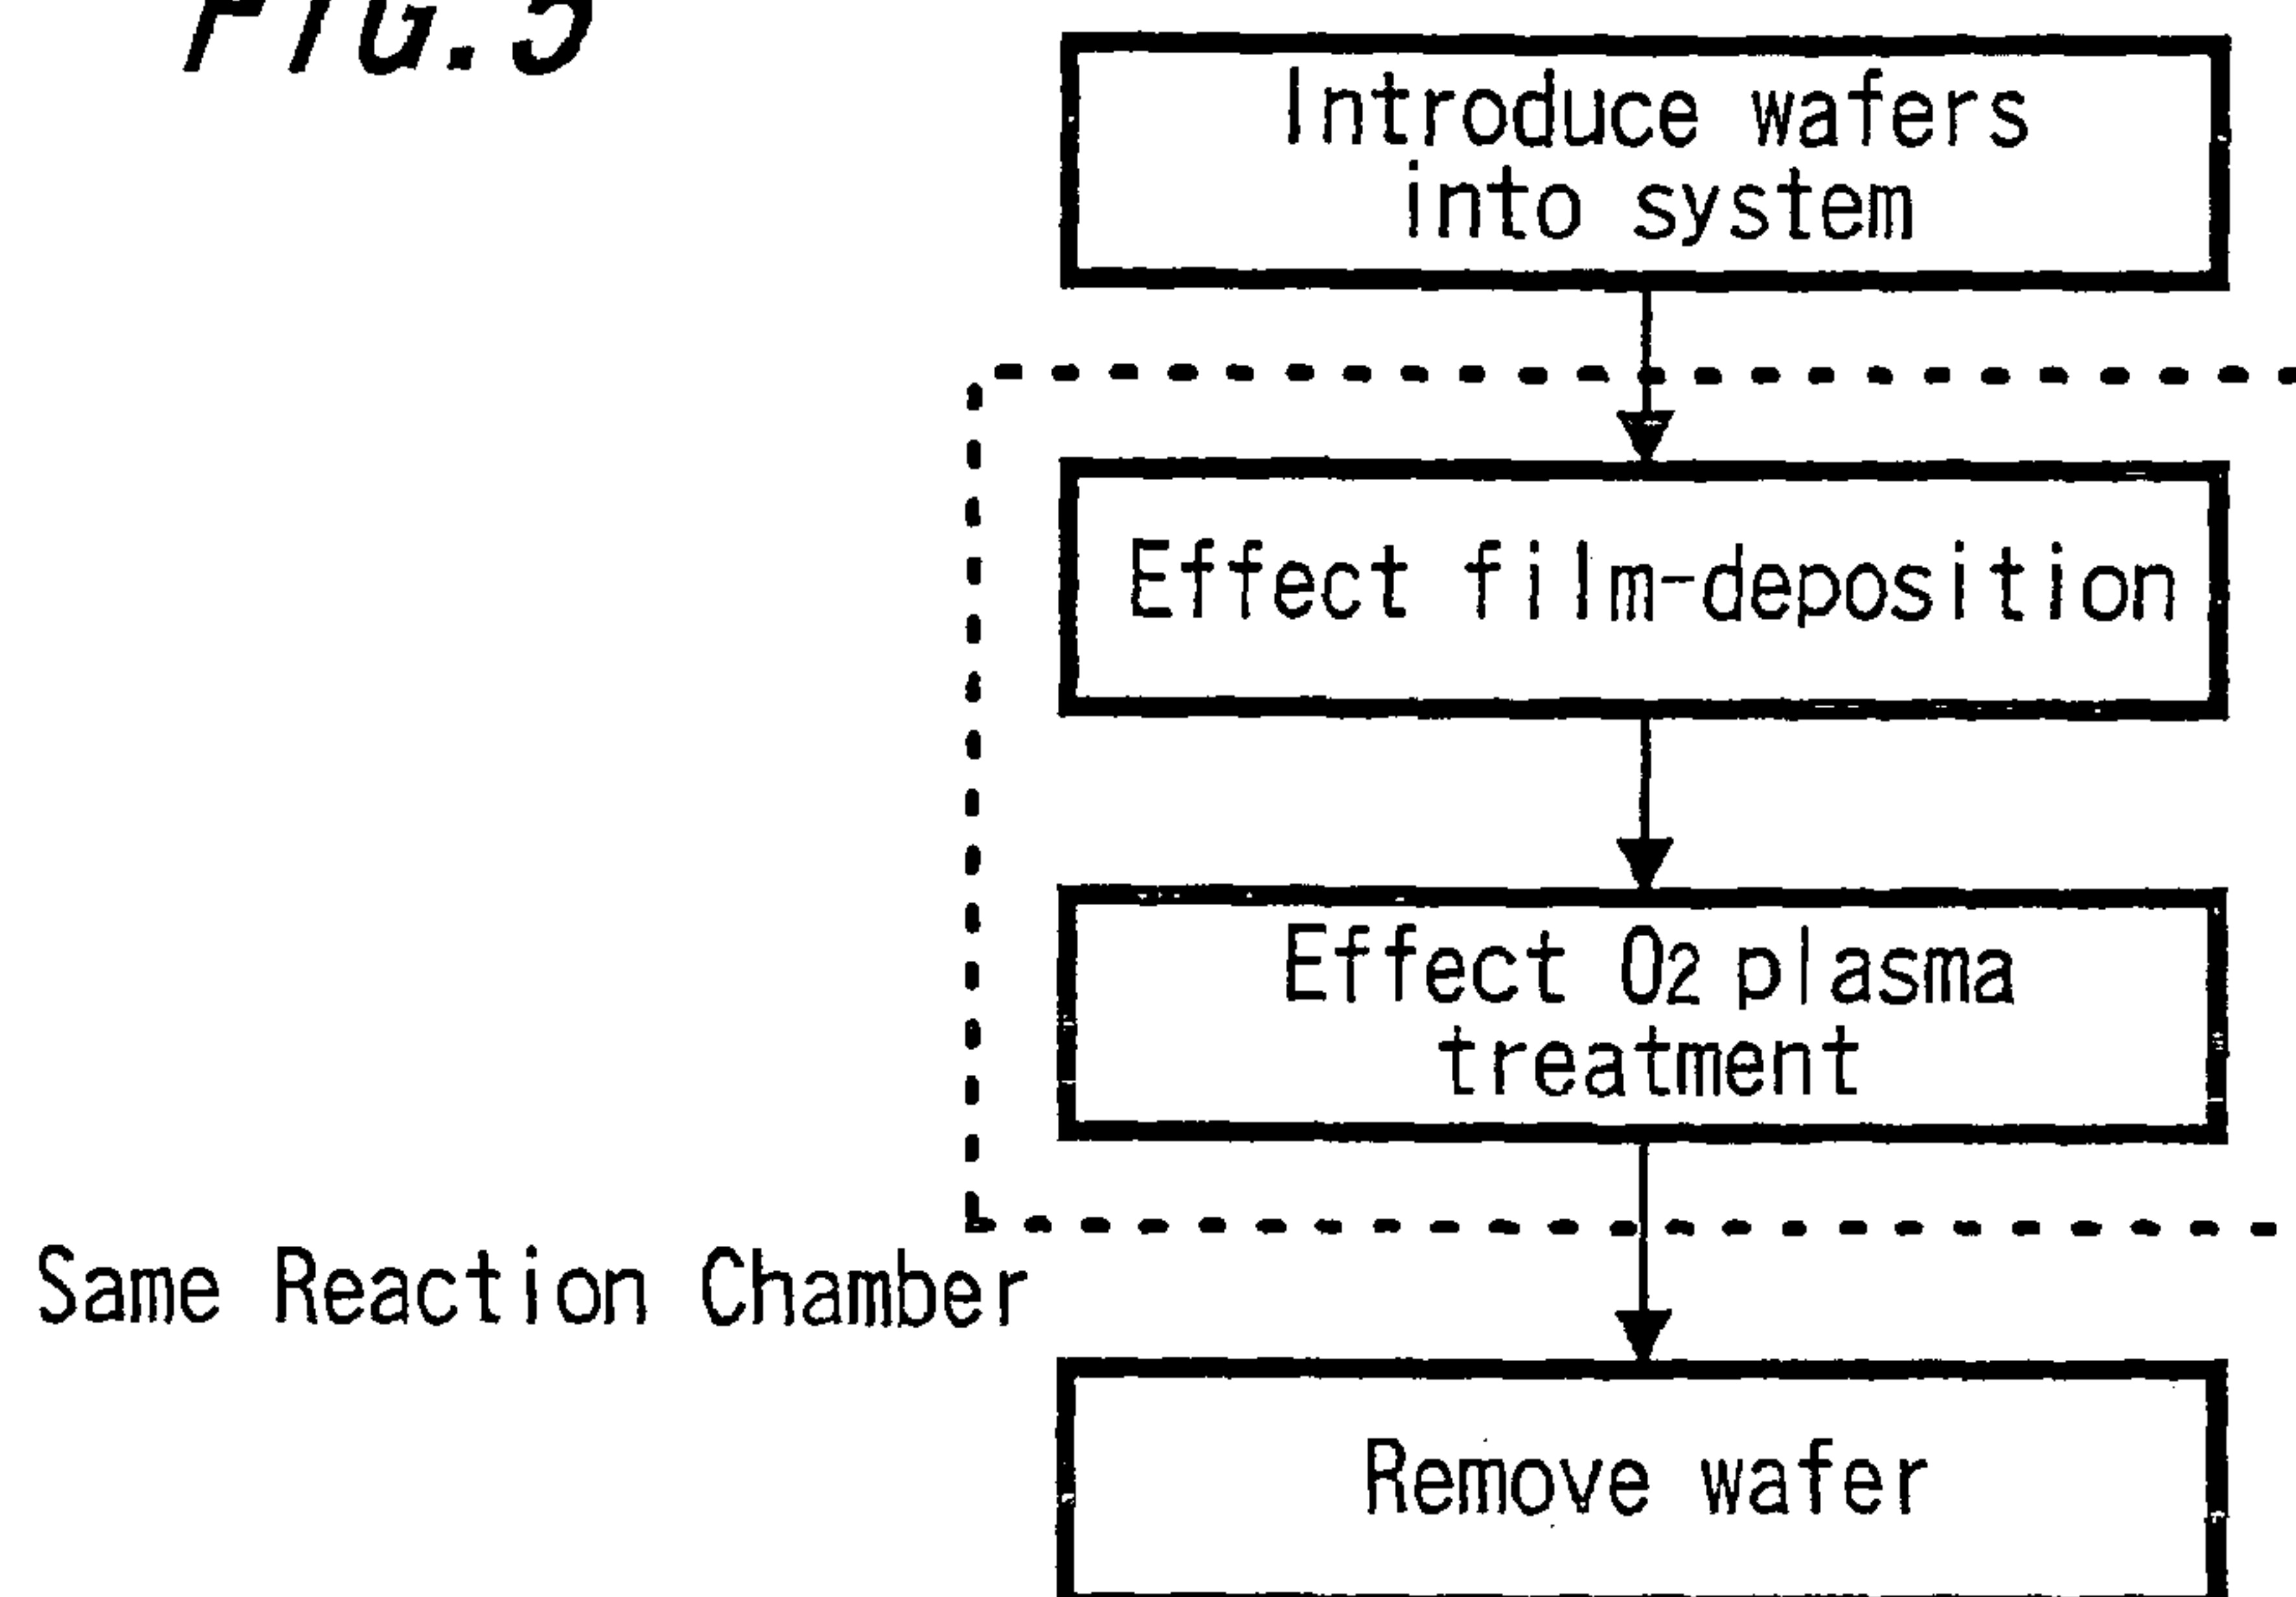 FIG.5
Introduce wafers
into system
Effect film-deposition
Effect O2 plasma
treatment
Same Reaction Chamber
Remove wafer